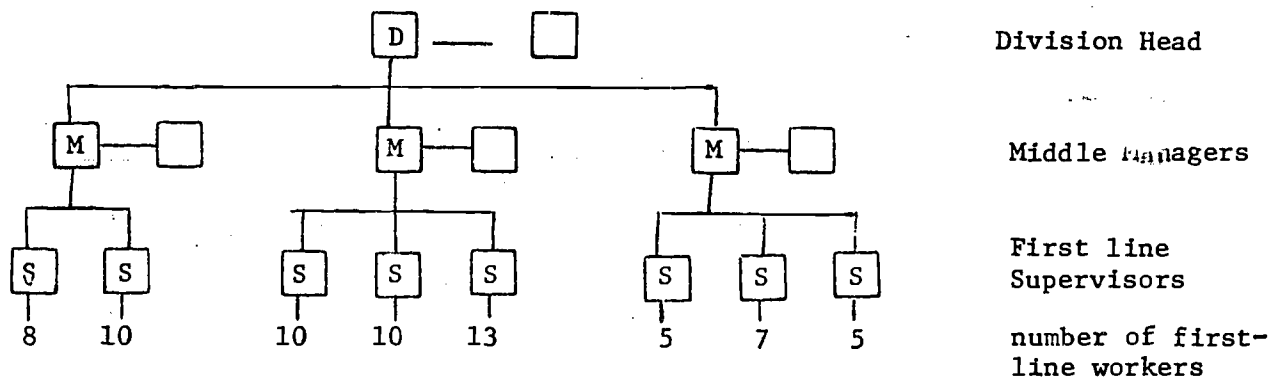 D
Division Head
M M M
Middle Managers
S S S S S S S S
First line
Supervisors
8 10 10 10 13 5 7 5
number of first-
line workers